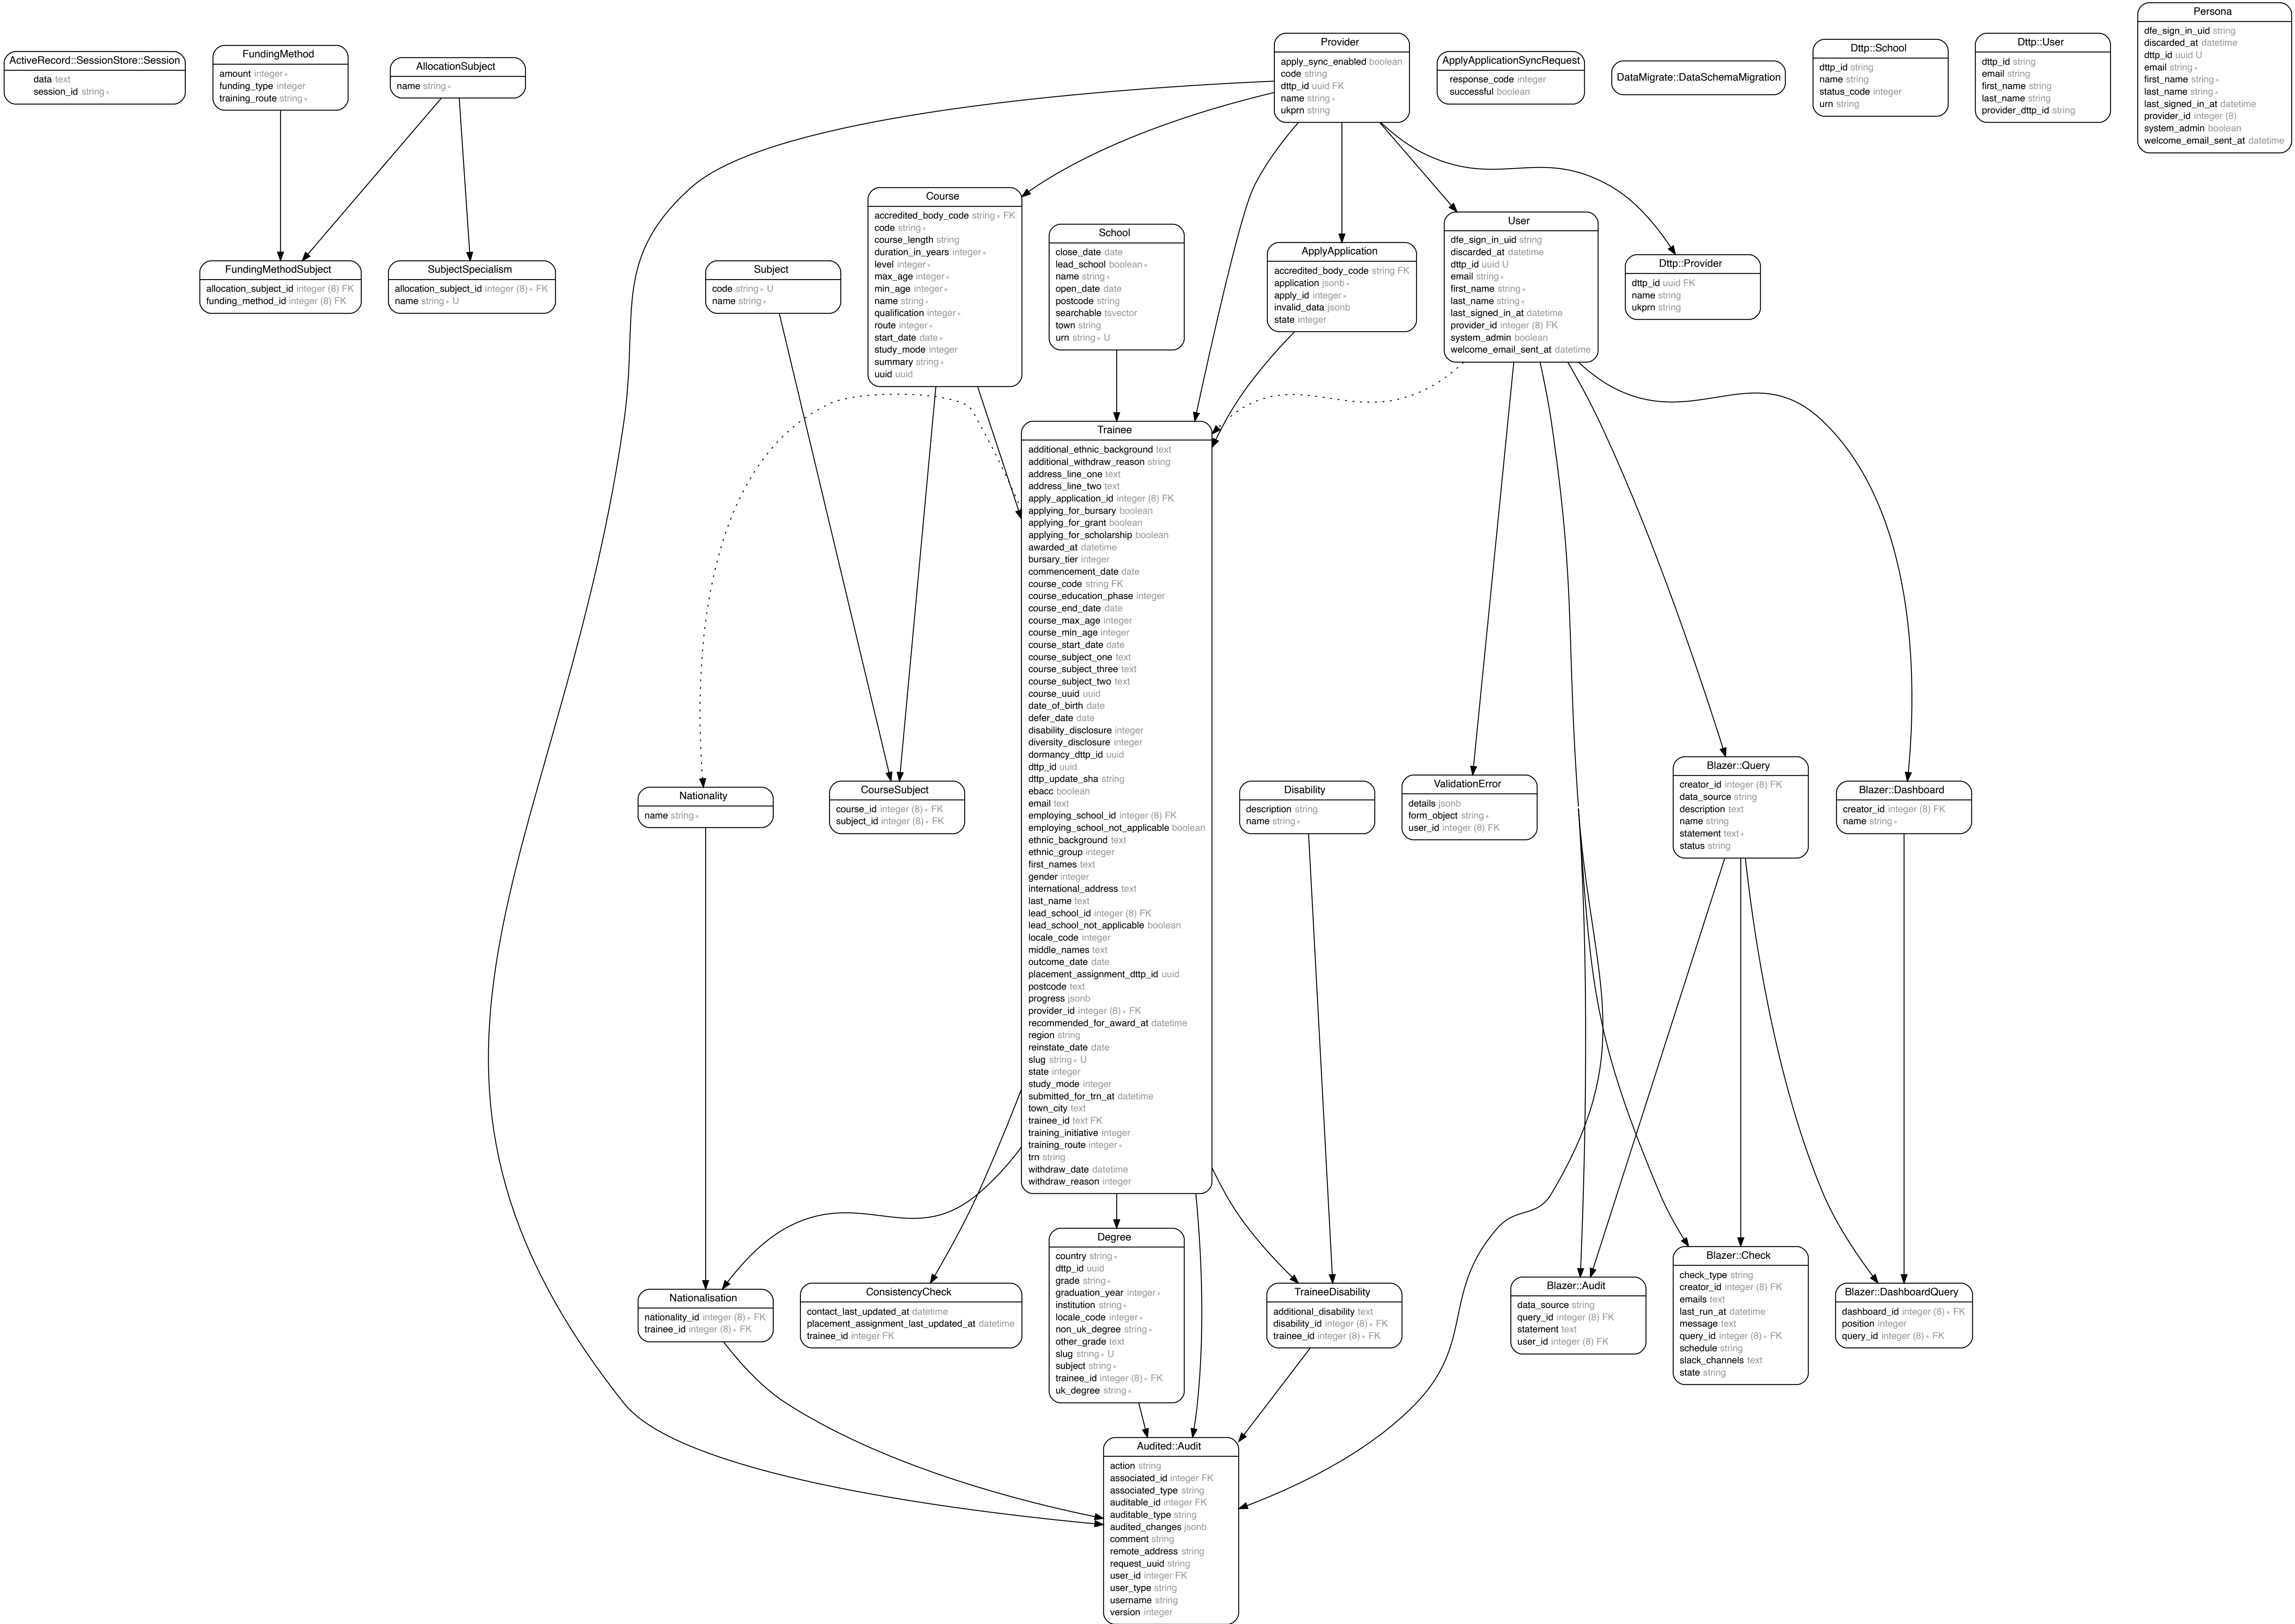 ActiveRecord::SessionStore::Session
data text
session_id string ∗
FundingMethod
amount integer ∗
funding_type integer
training_route string ∗
AllocationSubject
name string ∗
Provider
apply_sync_enabled boolean
code string
dttp_id uuid FK
name string ∗
ukprn string
ApplyApplicationSyncRequest
response_code integer
successful boolean
DataMigrate::DataSchemaMigration
Dttp::School
dttp_id string
name string
status_code integer
urn string
Dttp::User
dttp_id string
email string
first_name string
last_name string
provider_dttp_id string
Persona
dfe_sign_in_uid string
discarded_at datetime
dttp_id uuid U
email string ∗
first_name string ∗
last_name string ∗
last_signed_in_at datetime
provider_id integer (8)
system_admin boolean
welcome_email_sent_at datetime
FundingMethodSubject
allocation_subject_id integer (8) FK
funding_method_id integer (8) FK
SubjectSpecialism
allocation_subject_id integer (8) ∗ FK
name string ∗ U
Subject
code string ∗ U
name string ∗
Course
accredited_body_code string ∗ FK
code string ∗
course_length string
duration_in_years integer ∗
level integer ∗
max_age integer ∗
min_age integer ∗
name string ∗
qualification integer ∗
route integer ∗
start_date date ∗
study_mode integer
summary string ∗
uuid uuid
School
close_date date
lead_school boolean ∗
name string ∗
open_date date
postcode string
searchable tsvector
town string
urn string ∗ U
ApplyApplication
accredited_body_code string FK
application jsonb ∗
apply_id integer ∗
invalid_data jsonb
state integer
User
dfe_sign_in_uid string
discarded_at datetime
dttp_id uuid U
email string ∗
first_name string ∗
last_name string ∗
last_signed_in_at datetime
provider_id integer (8) FK
system_admin boolean
welcome_email_sent_at datetime
Dttp::Provider
dttp_id uuid FK
name string
ukprn string
Trainee
additional_ethnic_background text
additional_withdraw_reason string
address_line_one text
address_line_two text
apply_application_id integer (8) FK
applying_for_bursary boolean
applying_for_grant boolean
applying_for_scholarship boolean
awarded_at datetime
bursary_tier integer
commencement_date date
course_code string FK
course_education_phase integer
course_end_date date
course_max_age integer
course_min_age integer
course_start_date date
course_subject_one text
course_subject_three text
course_subject_two text
course_uuid uuid
date_of_birth date
defer_date date
disability_disclosure integer
diversity_disclosure integer
dormancy_dttp_id uuid
dttp_id uuid
dttp_update_sha string
ebacc boolean
email text
employing_school_id integer (8) FK
employing_school_not_applicable boolean
ethnic_background text
ethnic_group integer
first_names text
gender integer
international_address text
last_name text
lead_school_id integer (8) FK
lead_school_not_applicable boolean
locale_code integer
middle_names text
outcome_date date
placement_assignment_dttp_id uuid
postcode text
progress jsonb
provider_id integer (8) ∗ FK
recommended_for_award_at datetime
region string
reinstate_date date
slug string ∗ U
state integer
study_mode integer
submitted_for_trn_at datetime
town_city text
trainee_id text FK
training_initiative integer
training_route integer ∗
trn string
withdraw_date datetime
withdraw_reason integer
Nationality
name string ∗
CourseSubject
course_id integer (8) ∗ FK
subject_id integer (8) ∗ FK
Disability
description string
name string ∗
ValidationError
details jsonb
form_object string ∗
user_id integer (8) FK
Blazer::Query
creator_id integer (8) FK
data_source string
description text
name string
statement text ∗
status string
Blazer::Dashboard
creator_id integer (8) FK
name string ∗
Nationalisation
nationality_id integer (8) ∗ FK
trainee_id integer (8) ∗ FK
ConsistencyCheck
contact_last_updated_at datetime
placement_assignment_last_updated_at datetime
trainee_id integer FK
Degree
country string ∗
dttp_id uuid
grade string ∗
graduation_year integer ∗
institution string ∗
locale_code integer ∗
non_uk_degree string ∗
other_grade text
slug string ∗ U
subject string ∗
trainee_id integer (8) ∗ FK
uk_degree string ∗
TraineeDisability
additional_disability text
disability_id integer (8) ∗ FK
trainee_id integer (8) ∗ FK
Blazer::Audit
data_source string
query_id integer (8) FK
statement text
user_id integer (8) FK
Blazer::Check
check_type string
creator_id integer (8) FK
emails text
last_run_at datetime
message text
query_id integer (8) ∗ FK
schedule string
slack_channels text
state string
Blazer::DashboardQuery
dashboard_id integer (8) ∗ FK
position integer
query_id integer (8) ∗ FK
Audited::Audit
action string
associated_id integer FK
associated_type string
auditable_id integer FK
auditable_type string
audited_changes jsonb
comment string
remote_address string
request_uuid string
user_id integer FK
user_type string
username string
version integer